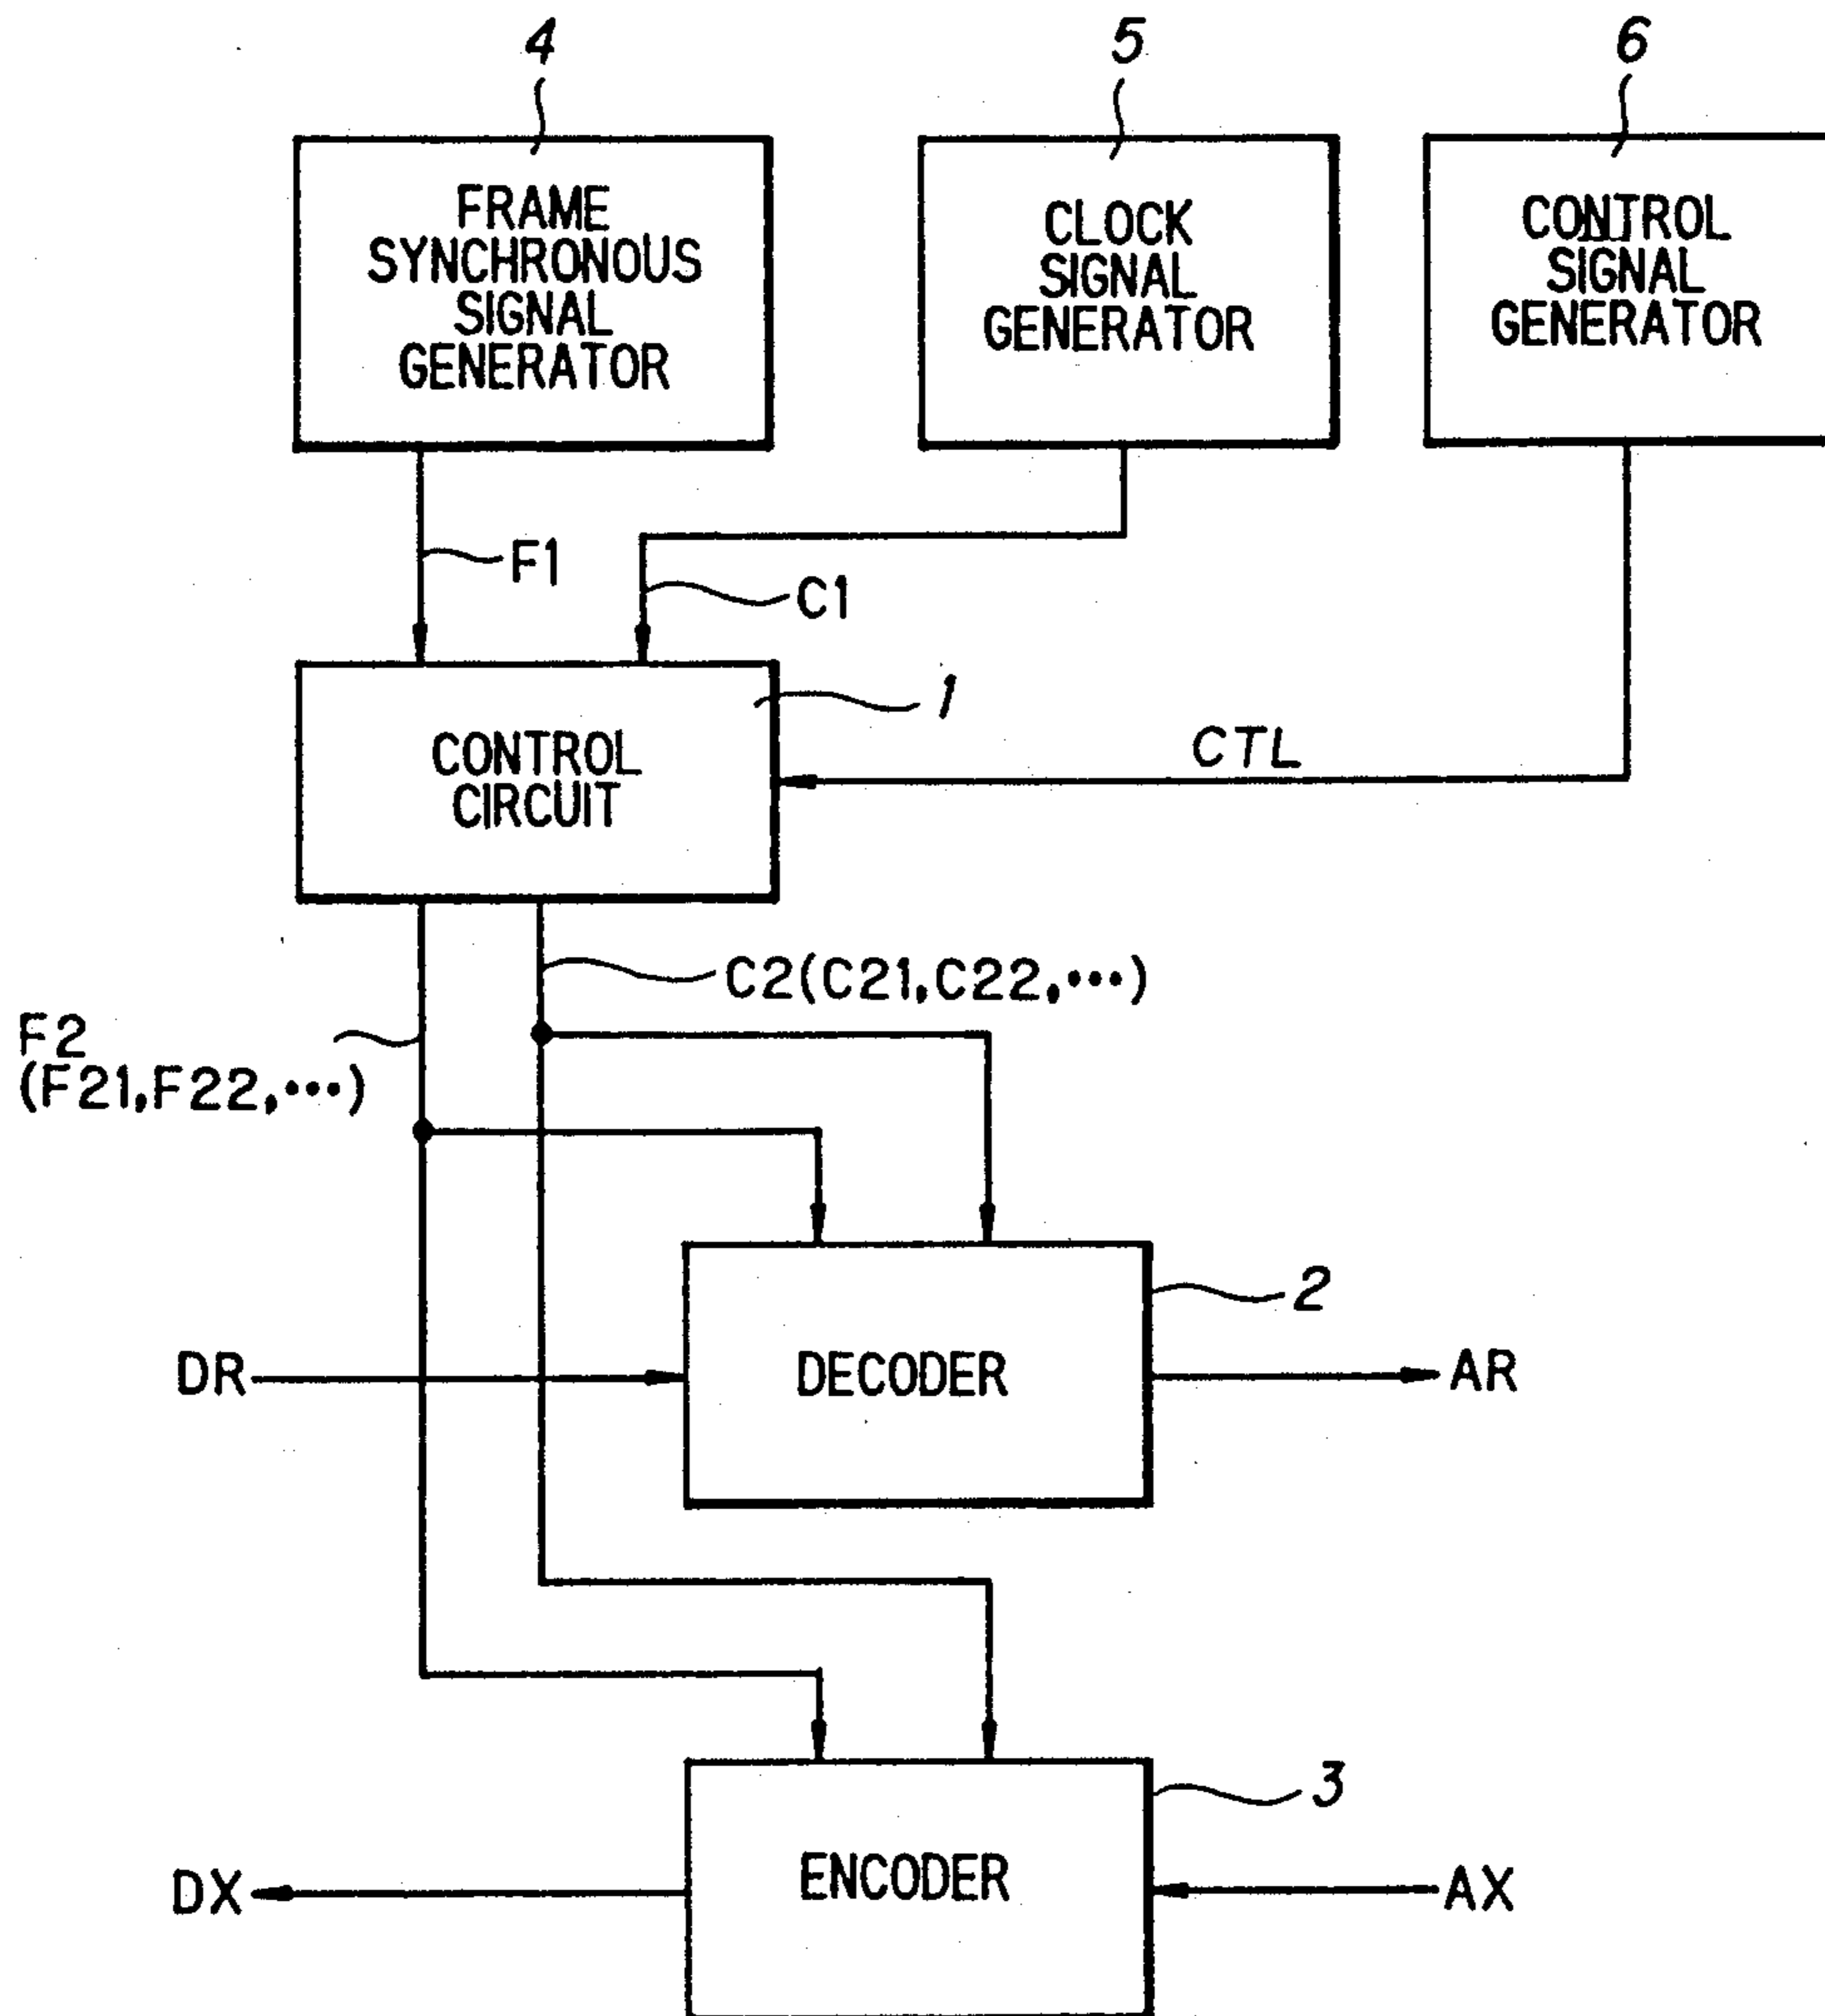 4
5
6
FRAME
SYNCHRONOUS
SIGNAL
GENERATOR
CLOCK
SIGNAL
GENERATOR
CONTROL
SIGNAL
GENERATOR
F1
C1
1
CONTROL
CIRCUIT
CTL
C2(C21,C22,•••)
F2
(F21,F22,•••)
2
DR
DECODER
AR
3
DX
ENCODER
AX